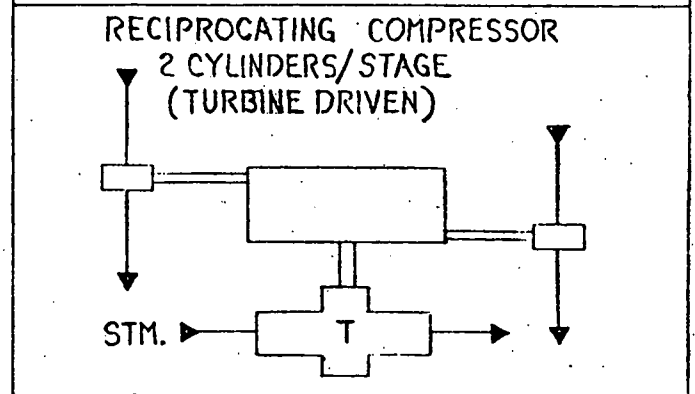 RECIPROCATING COMPRESSOR
2 CYLINDERS/STAGE
(TURBINE DRIVEN)
STM.
T